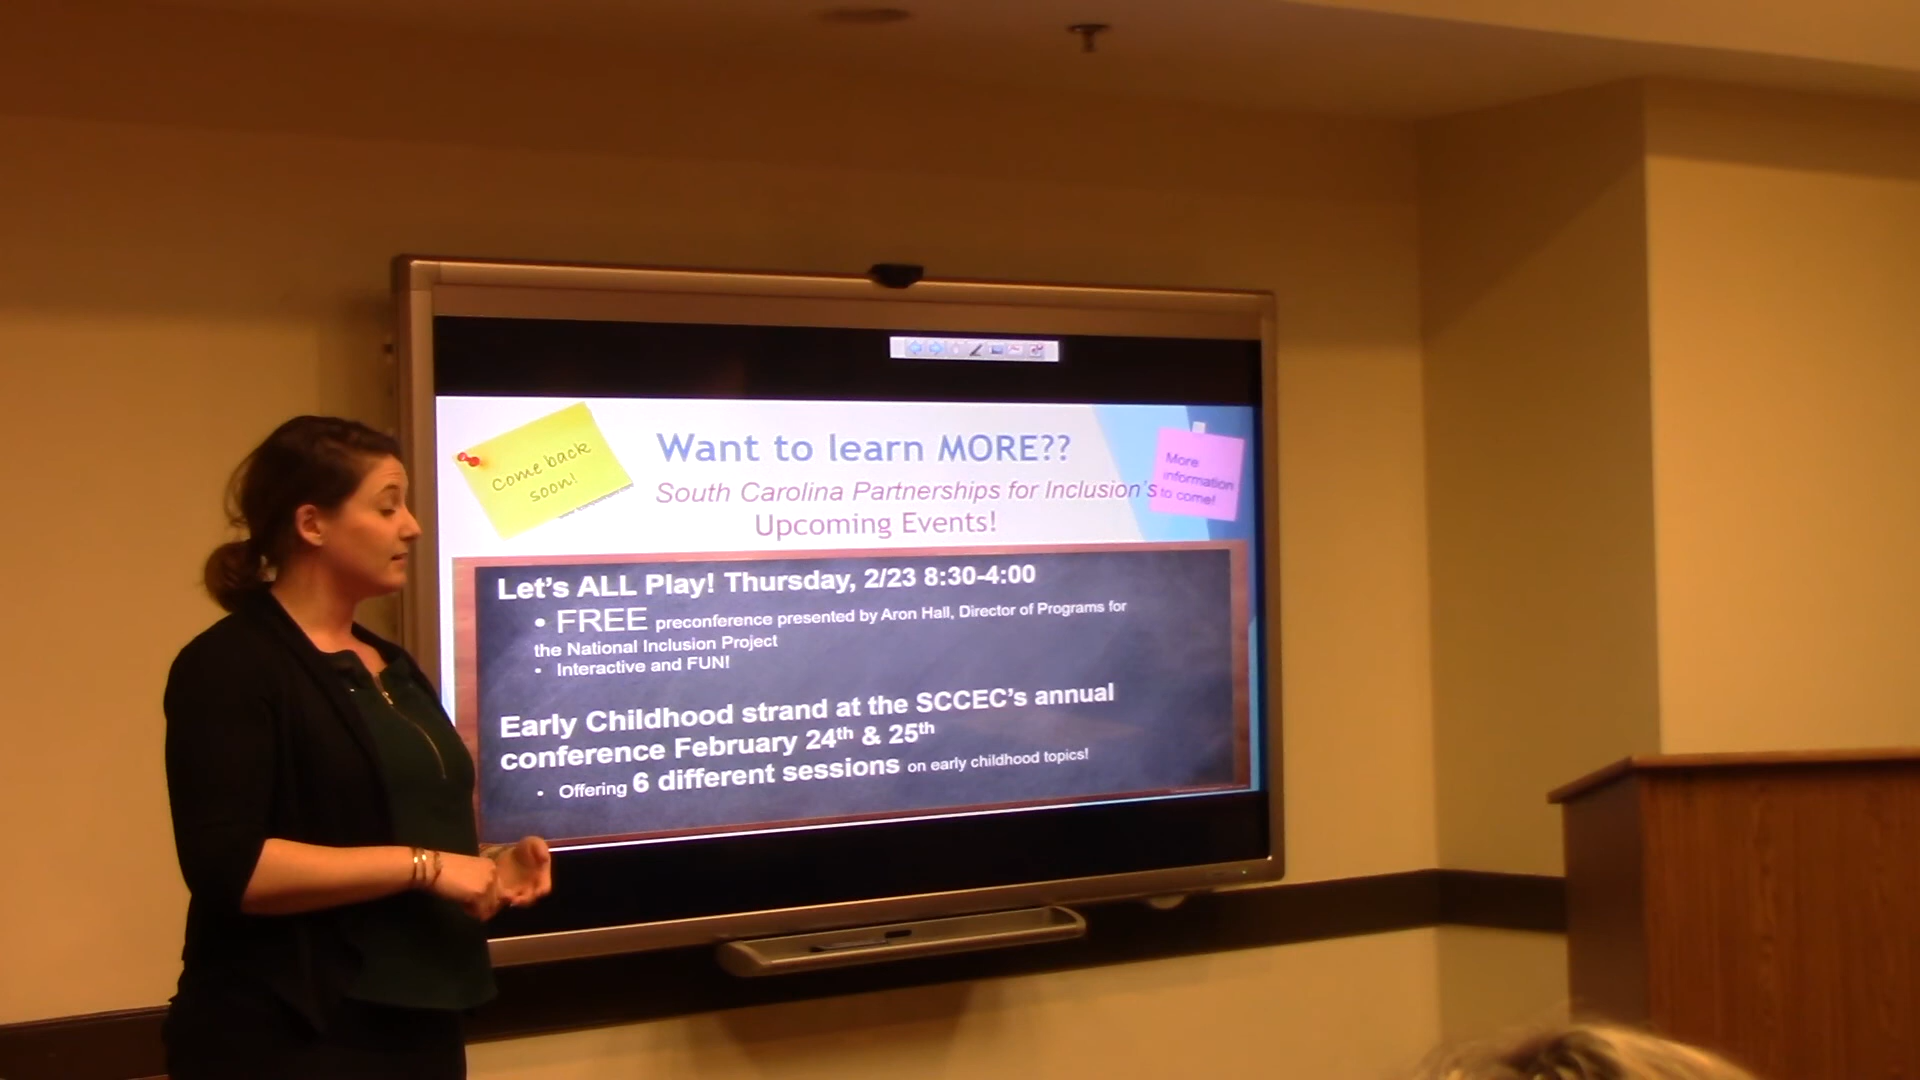 come back
soon!
Want to learn MORE??
South Carolina Partnerships for Inclusion's
Upcoming Events!
More
information
to come!
Let's ALL Play! Thursday, 2/23 8:30-4:00
• FREE preconference presented by Aron Hall, Director of Programs for
the National Inclusion Project
• Interactive and FUN!
Early Childhood strand at the SCCEC's annual
conference February 24th & 25th
• Offering 6 different sessions on early childhood topics!